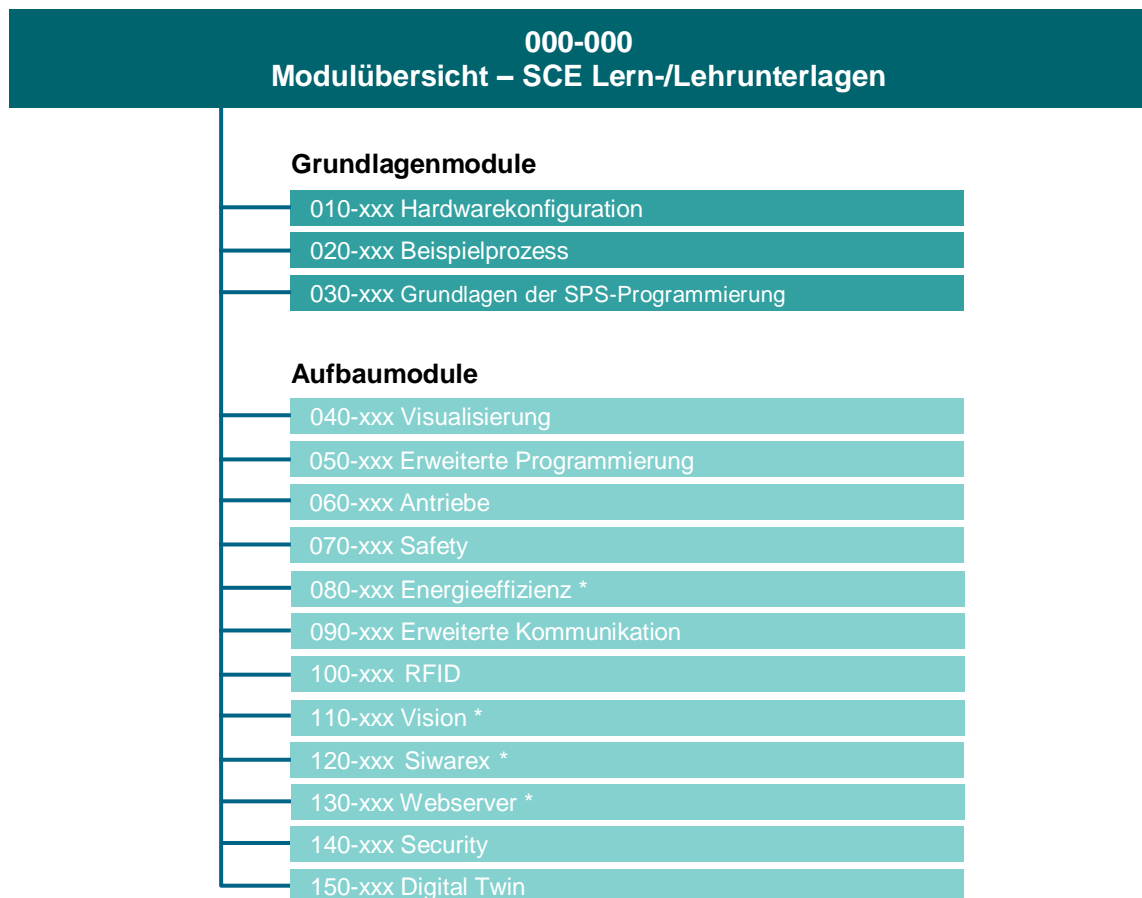 000-000
Modulübersicht – SCE Lern-/Lehrunterlagen
Grundlagenmodule
010-xxx Hardwarekonfiguration
020-xxx Beispielprozess
030-xxx Grundlagen der SPS-Programmierung
Aufbaumodule
040-xxx Visualisierung
050-xxx Erweiterte Programmierung
060-xxx Antriebe
070-xxx Safety
080-xxx Energieeffizienz *
090-xxx Erweiterte Kommunikation
100-xxx RFID
110-xxx Vision *
120-xxx Siwarex *
130-xxx Webserver *
140-xxx Security
150-xxx Digital Twin